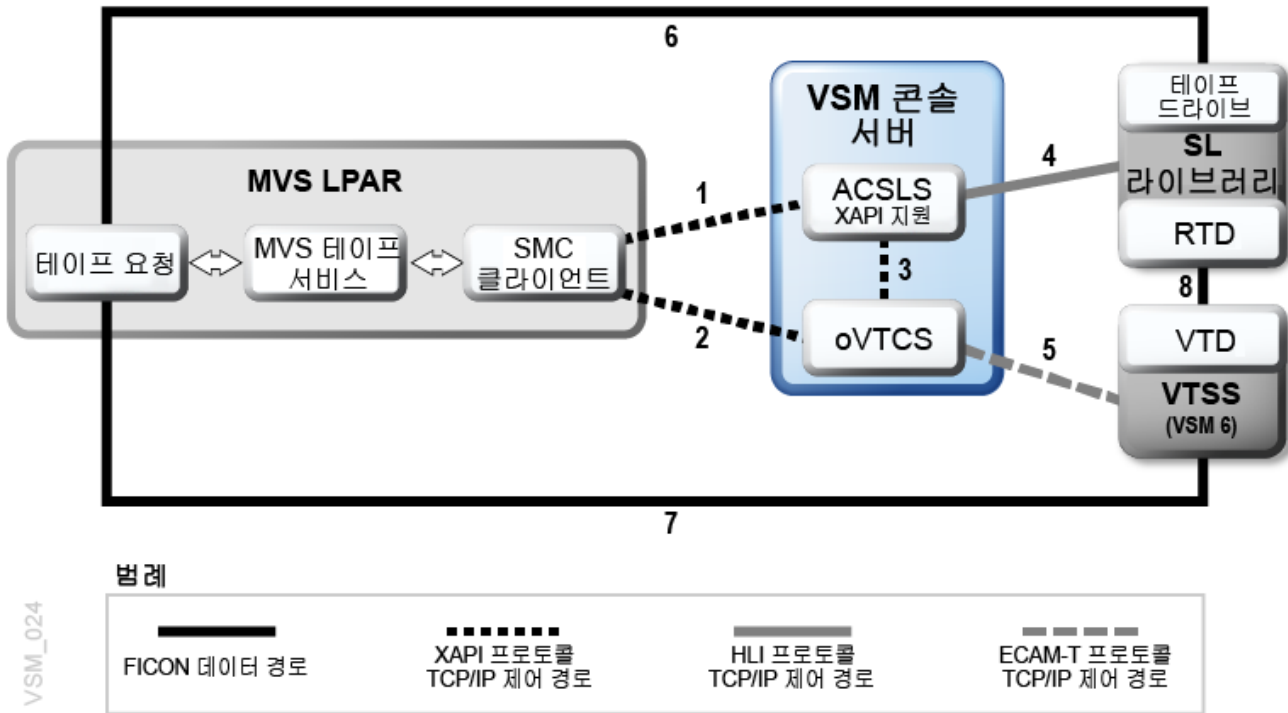 6
VSM 콘솔
서버
테이프
드라이브
SL
라이브러리
RTD
4
MVS LPAR
1
ACSLS
XAPI 지원
테이프 요청
MVS 테이프
서비스
SMC
클라이언트
3
8
2
oVTCS
5
VTD
VTSS
(VSM 6)
7
범례
FICON 데이터 경로
XAPI 프로토콜
TCP/IP 제어 경로
HLI 프로토콜
TCP/IP 제어 경로
ECAM-T 프로토콜
TCP/IP 제어 경로
VSM_024